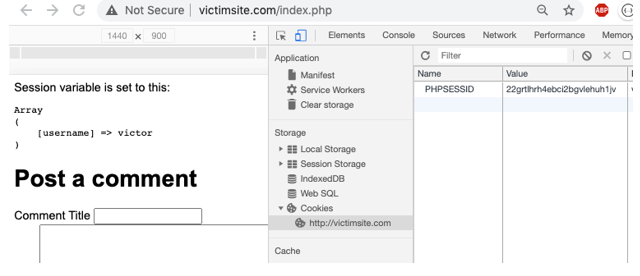 Not Secure | victimsite.com/index.php
ABP
1440 × 900
Elements Console Sources Network Performance Memory
Session variable is set to this:
Array
(
[username] => victor
)
Post a comment
Comment Title
Application
Manifest
Service Workers
Clear storage
Storage
Local Storage
Session Storage
IndexedDB
Web SQL
Cookies
http://victimsite.com
Cache
Filter
Name Value
PHPSESSID 22grtlhrh4ebci2bgvlehuh1jv